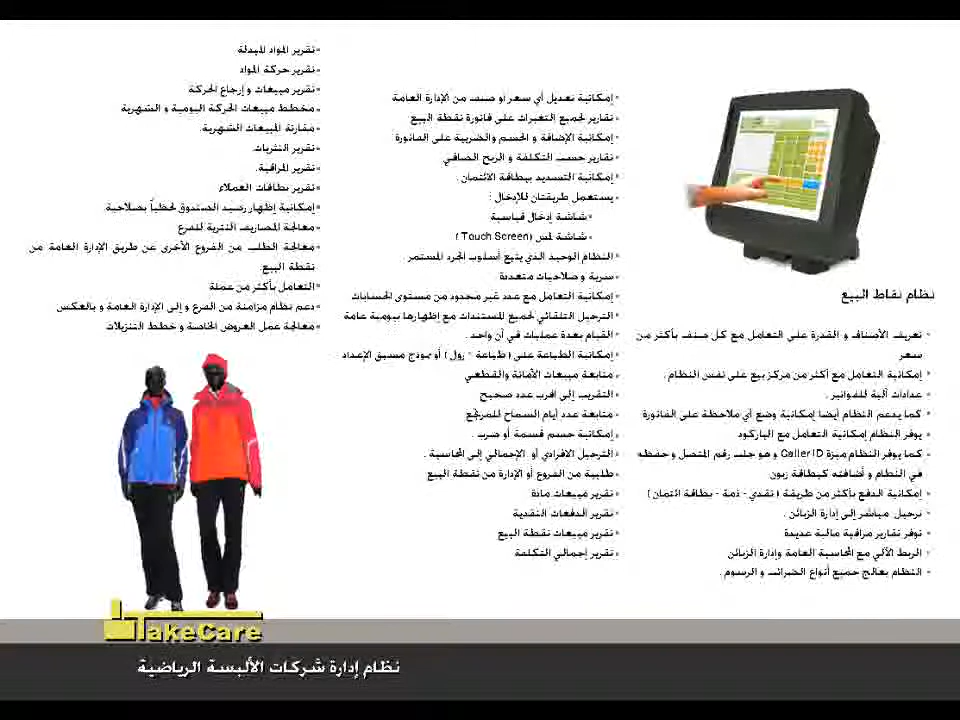 نظام نقاط البيع
• تعريف الأصناف و القدرة على التعامل مع كل صنف بأكثر من
سعر
• إمكانية التعامل مع أكثر من مركز بيع على نفس النظام .
• عدادات آلية للفواتير .
• كما يدعم النظام أيضا إمكانية وضع أي ملاحظة على الفاتورة
• يوفر النظام إمكانية التعامل مع الباركود
• كما يوفر النظام ميزة Caller ID و هو جلب رقم المتصل و حفظه
في النظام و أضافته كبطاقة زبون
• إمكانية الدفع بأكثر من طريقة ( نقدي - ذمة - بطاقة ائتمان )
• ترحيل مباشر إلى إدارة الزبائن .
• توفر تقارير مراقبة مالية عديدة
• الربط الآلي مع المحاسبة العامة وإدارة الزبائن
• النظام يعالج جميع أنواع الضرائب و الرسوم .
• إمكانية تعديل أي سعر أو صنف من الإدارة العامة
• تقارير لجميع التغيرات على فاتورة نقطة البيع
• إمكانية الإضافة و الحسم والضريبة على الفاتورة
• تقارير حسب التكلفة و الربح الصافي
• إمكانية التسديد ببطاقة الائتمان .
• يستعمل طريقتان للإدخال :
• شاشة إدخال قياسية
• شاشة لمس (Touch Screen )
• النظام الوحيد الذي يتبع أسلوب الجرد المستمر
• سرية و صلاحيات متعددة
• إمكانية التعامل مع عدد غير محدود من مستوى الحسابات
• الترحيل التلقائي لجميع المستندات مع إظهارها بيومية عامة
• القيام بعدة عمليات في آن واحد .
• إمكانية الطباعة على ( طباعة - رول ) أو نموذج مسبق الإعداد
• متابعة مبيعات الأمانة والقطعي
• التقريب إلى أقرب عدد صحيح
• متابعة عدد أيام السماح للمرتجع
• إمكانية حسم قسمة أو ضرب .
• الترحيل الافرادي أو الإجمالي إلى المحاسبة .
• طلبية من الفروع أو الإدارة من نقطة البيع
• تقرير مبيعات مادة
• تقرير الدفعات النقدية
• تقرير مبيعات نقطة البيع
• تقرير إجمالي التكلفة
• تقرير المواد المبدلة
• تقرير حركة المواد
• تقرير مبيعات و إرجاع الحركة
• مخطط مبيعات الحركة اليومية و الشهرية
• مقارنة المبيعات الشهرية.
• تقرير النثريات.
• تقرير المراقبة.
• تقرير بطاقات العملاء
• إمكانية إظهار رصيد الصندوق لحظياً بصلاحية
• معالجة المصاريف النثرية للفرع
• معالجة الطلب من الفروع الأخرى عن طريق الإدارة العامة من
نقطة البيع.
• التعامل بأكثر من عملة
• دعم نظام مزامنة من الفرع و إلى الإدارة العامة و بالعكس
• معالجة عمل العروض الخاصة و خطط التنزيلات
TakeCare
نظام إدارة شركات الألبسة الرياضية